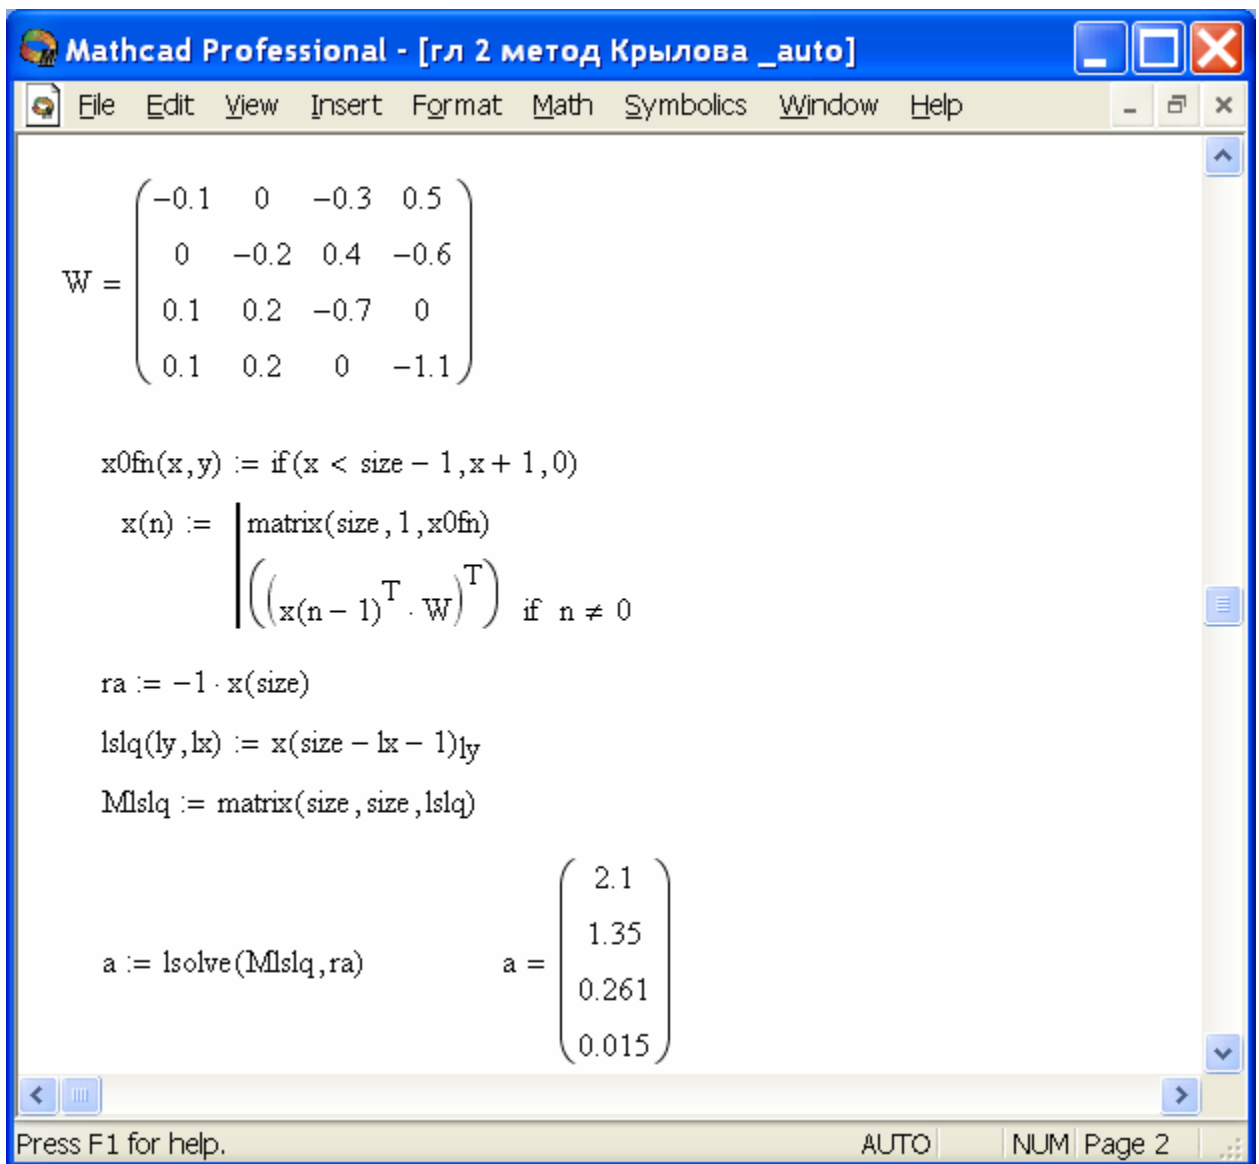 Mathcad Professional - [гл 2 метод Крылова _auto]
File Edit View Insert Format Math Symbolics Window Help
W =
−0.1 0 −0.3 0.5
0 −0.2 0.4 −0.6
0.1 0.2 −0.7 0
0.1 0.2 0 −1.1
x0fn(x,y) := if(x < size − 1,x + 1,0)
x(n) := matrix(size,1,x0fn)
((x(n − 1)^T · W)^T) if n ≠ 0
ra := −1 · x(size)
lslq(ly,lx) := x(size − lx − 1)ly
Mlslq := matrix(size,size,lslq)
a := lsolve(Mlslq,ra) a =
2.1
1.35
0.261
0.015
Press F1 for help. AUTO NUM Page 2